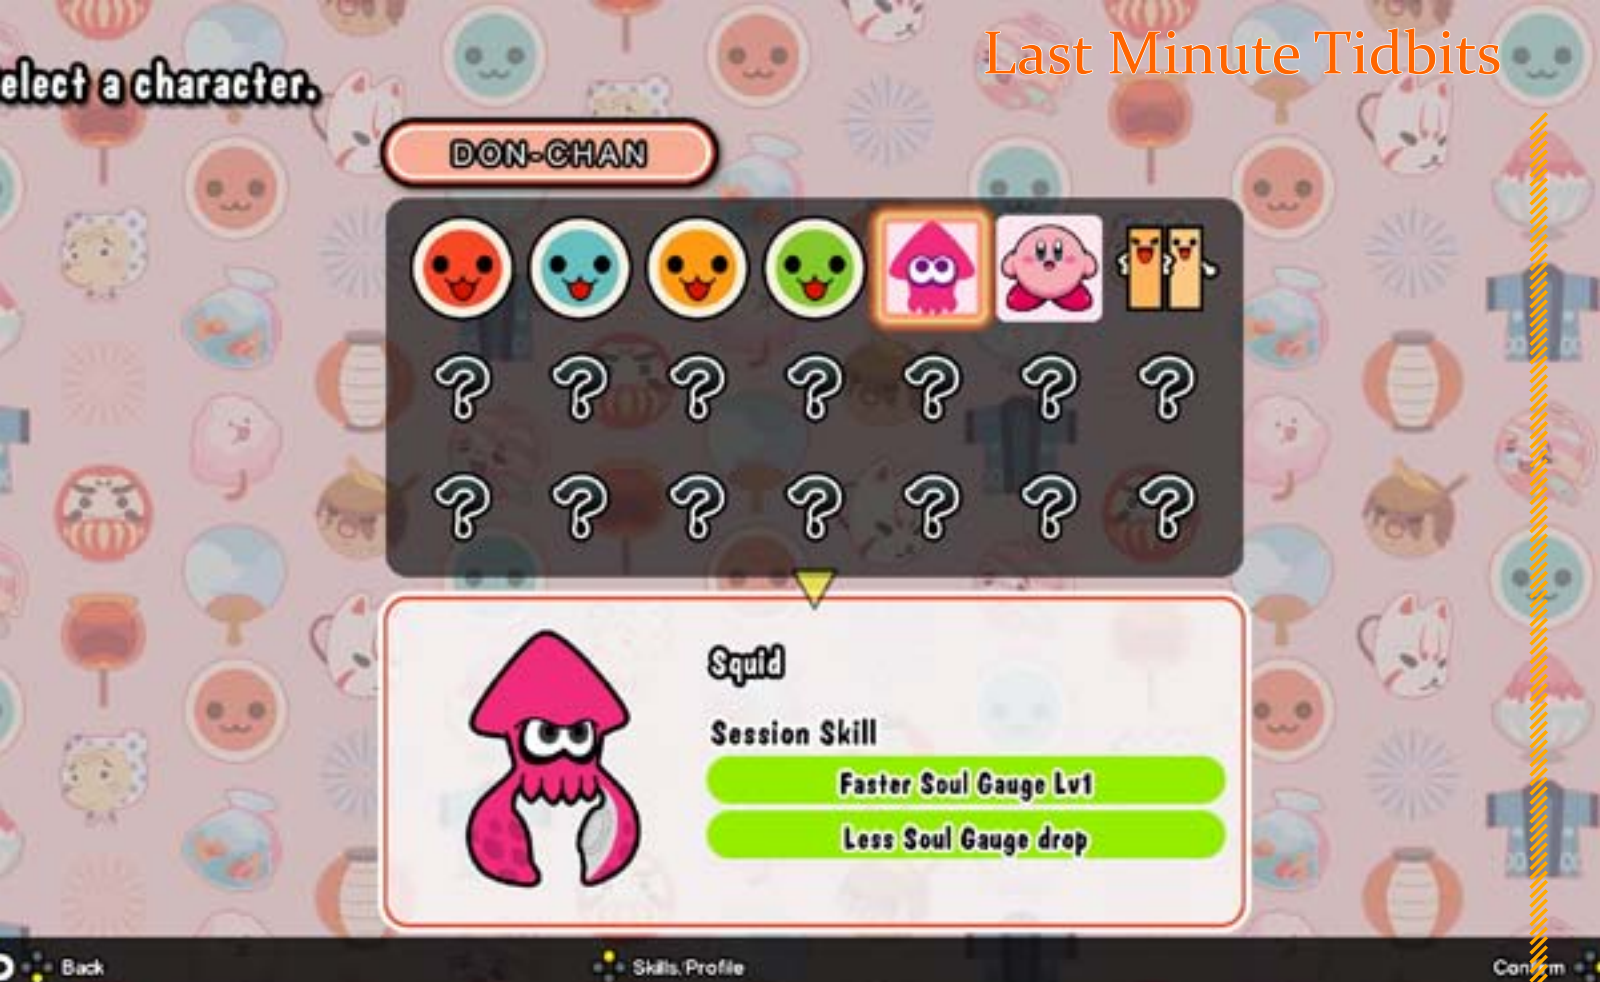 Last Minute Tidbits
elect a character.
DON-CHAN
? ? ? ? ? ? ?
? ? ? ? ? ? ?
Squid
Session Skill
Faster Soul Gauge Lv1
Less Soul Gauge drop
Back
Skills/Profile
Confirm